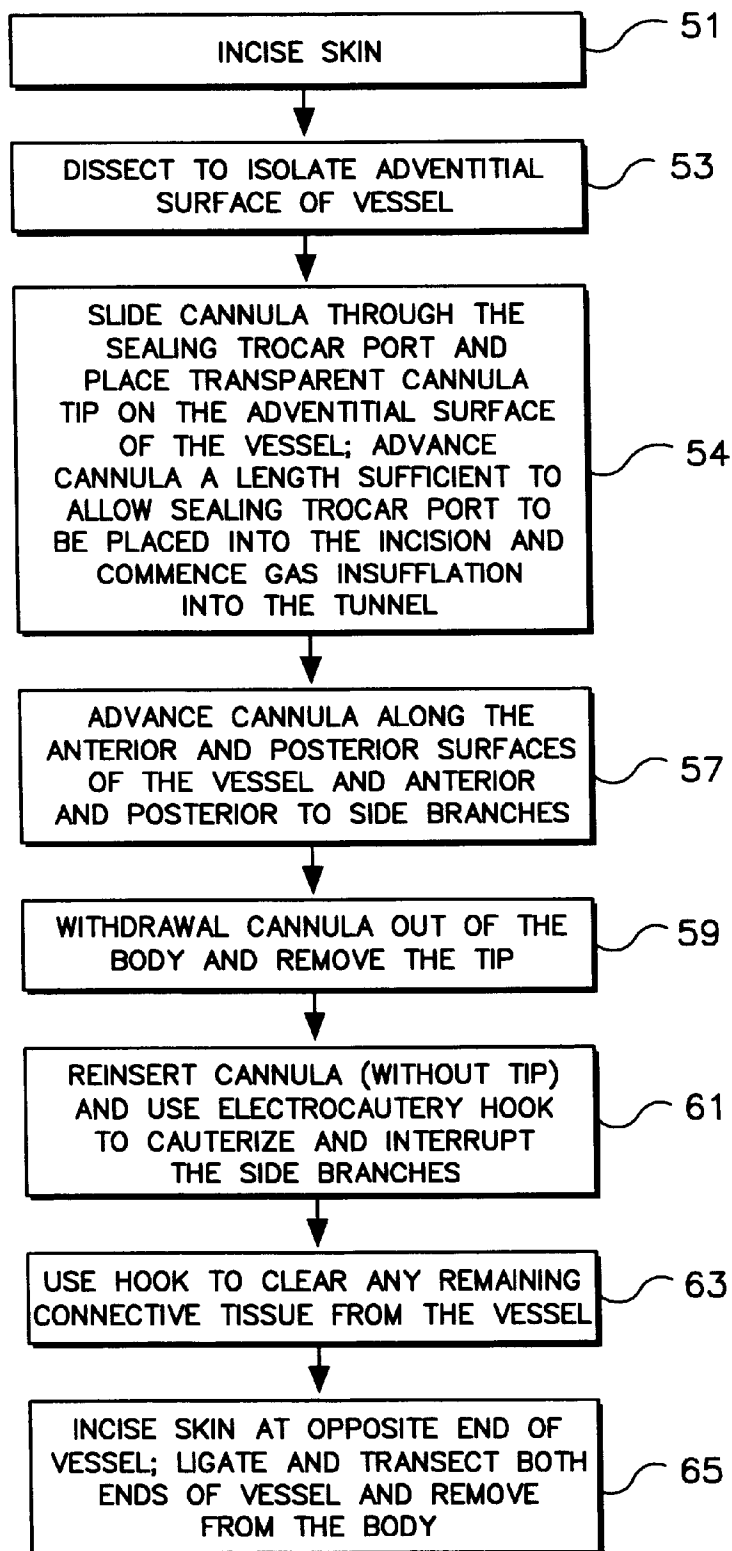 INCISE SKIN
51
DISSECT TO ISOLATE ADVENTITIAL
SURFACE OF VESSEL
53
SLIDE CANNULA THROUGH THE
SEALING TROCAR PORT AND
PLACE TRANSPARENT CANNULA
TIP ON THE ADVENTITIAL SURFACE
OF THE VESSEL; ADVANCE
CANNULA A LENGTH SUFFICIENT TO
ALLOW SEALING TROCAR PORT TO
BE PLACED INTO THE INCISION AND
COMMENCE GAS INSUFFLATION
INTO THE TUNNEL
54
ADVANCE CANNULA ALONG THE
ANTERIOR AND POSTERIOR SURFACES
OF THE VESSEL AND ANTERIOR
AND POSTERIOR TO SIDE BRANCHES
57
WITHDRAWAL CANNULA OUT OF THE
BODY AND REMOVE THE TIP
59
REINSERT CANNULA (WITHOUT TIP)
AND USE ELECTROCAUTERY HOOK
TO CAUTERIZE AND INTERRUPT
THE SIDE BRANCHES
61
USE HOOK TO CLEAR ANY REMAINING
CONNECTIVE TISSUE FROM THE VESSEL
63
INCISE SKIN AT OPPOSITE END OF
VESSEL; LIGATE AND TRANSECT BOTH
ENDS OF VESSEL AND REMOVE
FROM THE BODY
65